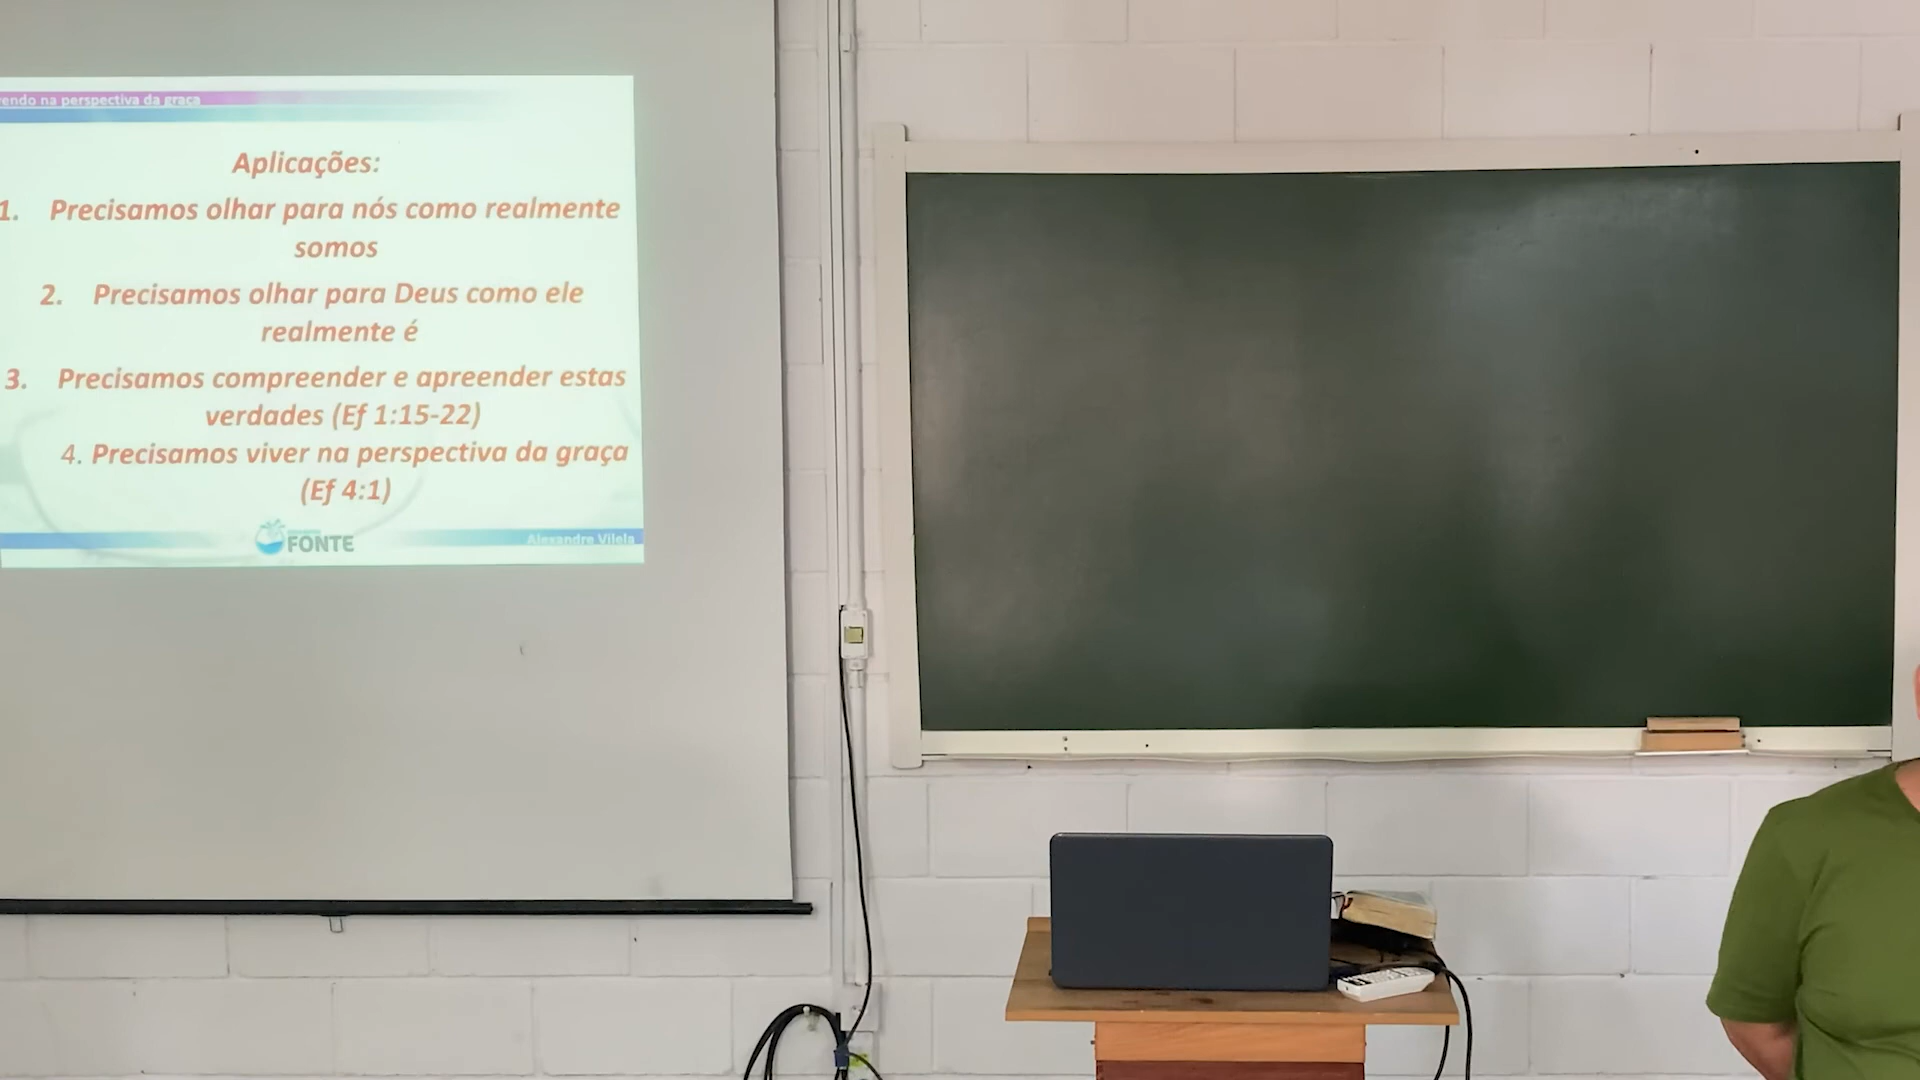 na perspectiva da graça
Aplicações:
1. Precisamos olhar para nós como realmente
somos
2. Precisamos olhar para Deus como ele
realmente é
3. Precisamos compreender e apreender estas
verdades (Ef 1:15-22)
4. Precisamos viver na perspectiva da graça
(Ef 4:1)
FONTE
Alexandre Vilela